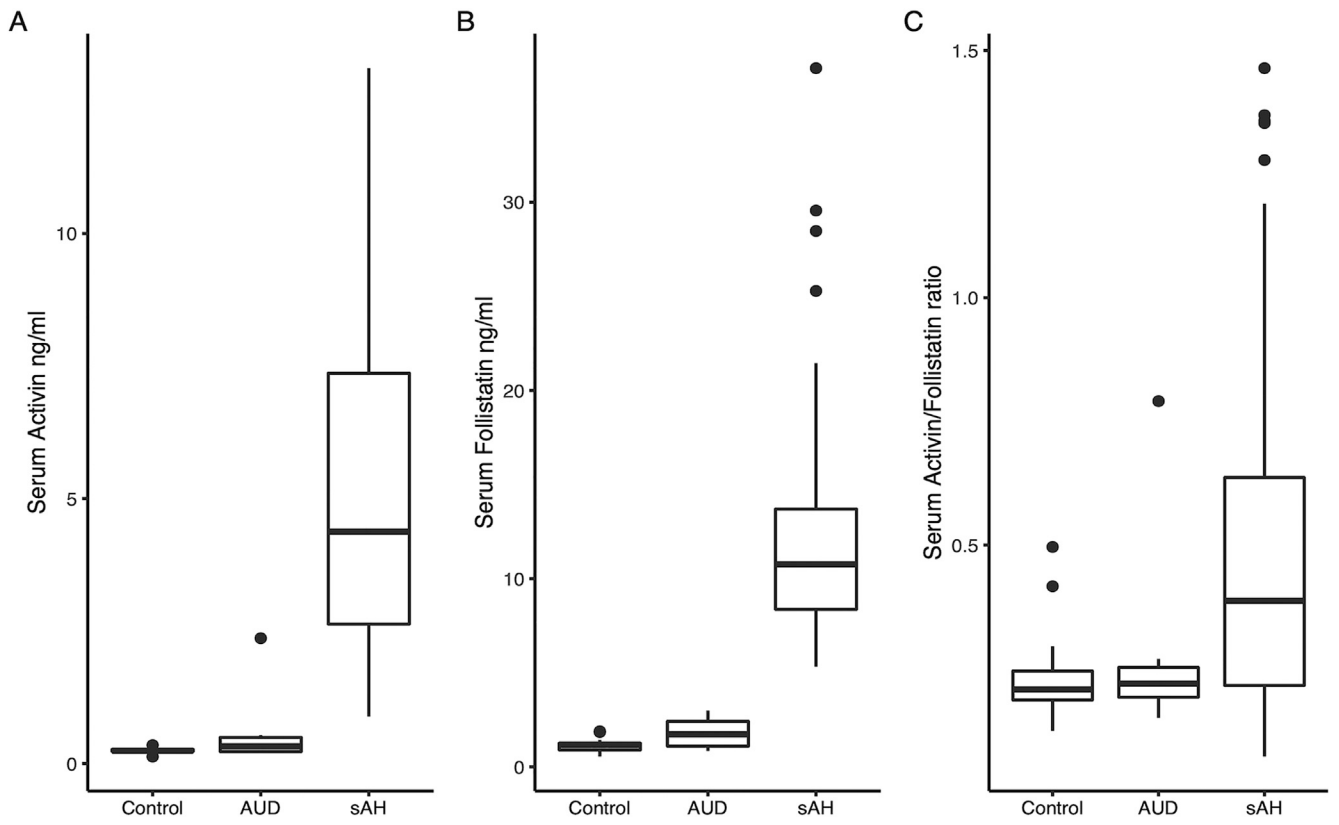 A
Serum Activin ng/ml
10
5
0
Control AUD sAH
B
Serum Follistatin ng/ml
30
20
10
0
Control AUD sAH
C
Serum Activin/Follistatin ratio
1.5
1.0
0.5
Control AUD sAH